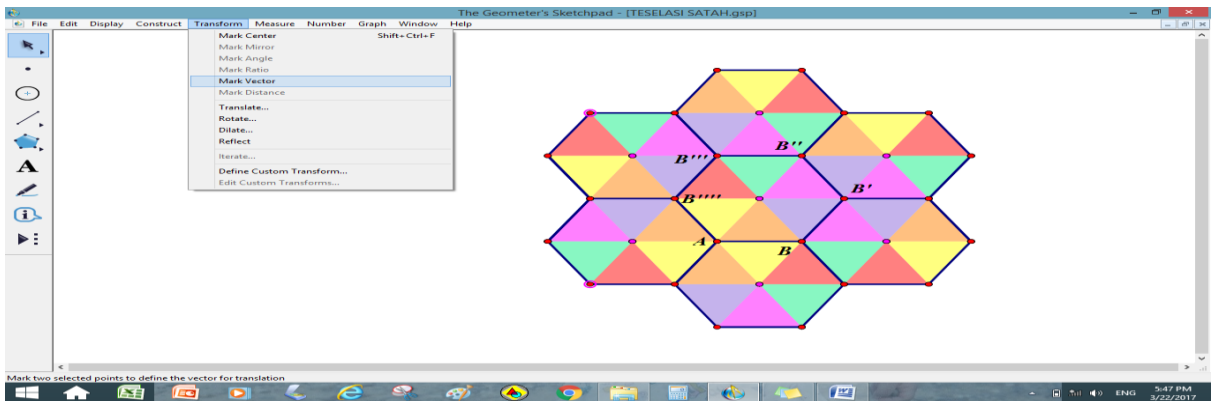 The Geometer's Sketchpad - [TESELASI SATAH.gsp]
File Edit Display Construct Transform Measure Number Graph Window Help
Mark Center Shift+Ctrl+F
Mark Mirror
Mark Angle
Mark Ratio
Mark Vector
Mark Distance
Translate...
Rotate...
Dilate...
Reflect
Iterate...
Define Custom Transform...
Edit Custom Transforms...
A
B''
B'''
B'
B''''
A
B
Mark two selected points to define the vector for translation
ENG
5:47 PM
3/22/2017